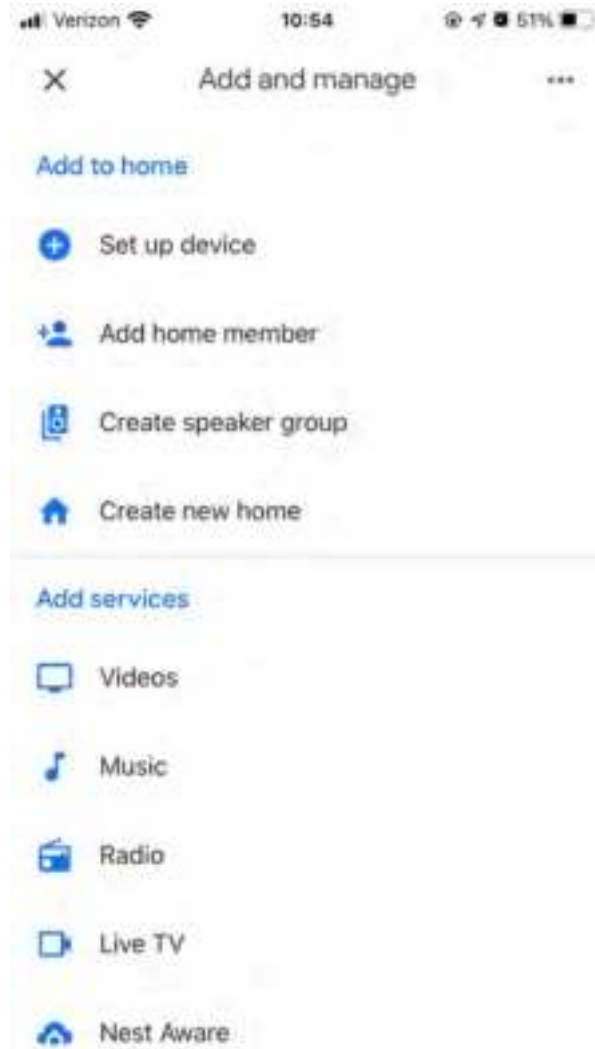 Verizon 10:54 51%
Add and manage
Add to home
Set up device
Add home member
Create speaker group
Create new home
Add services
Videos
Music
Radio
Live TV
Nest Aware